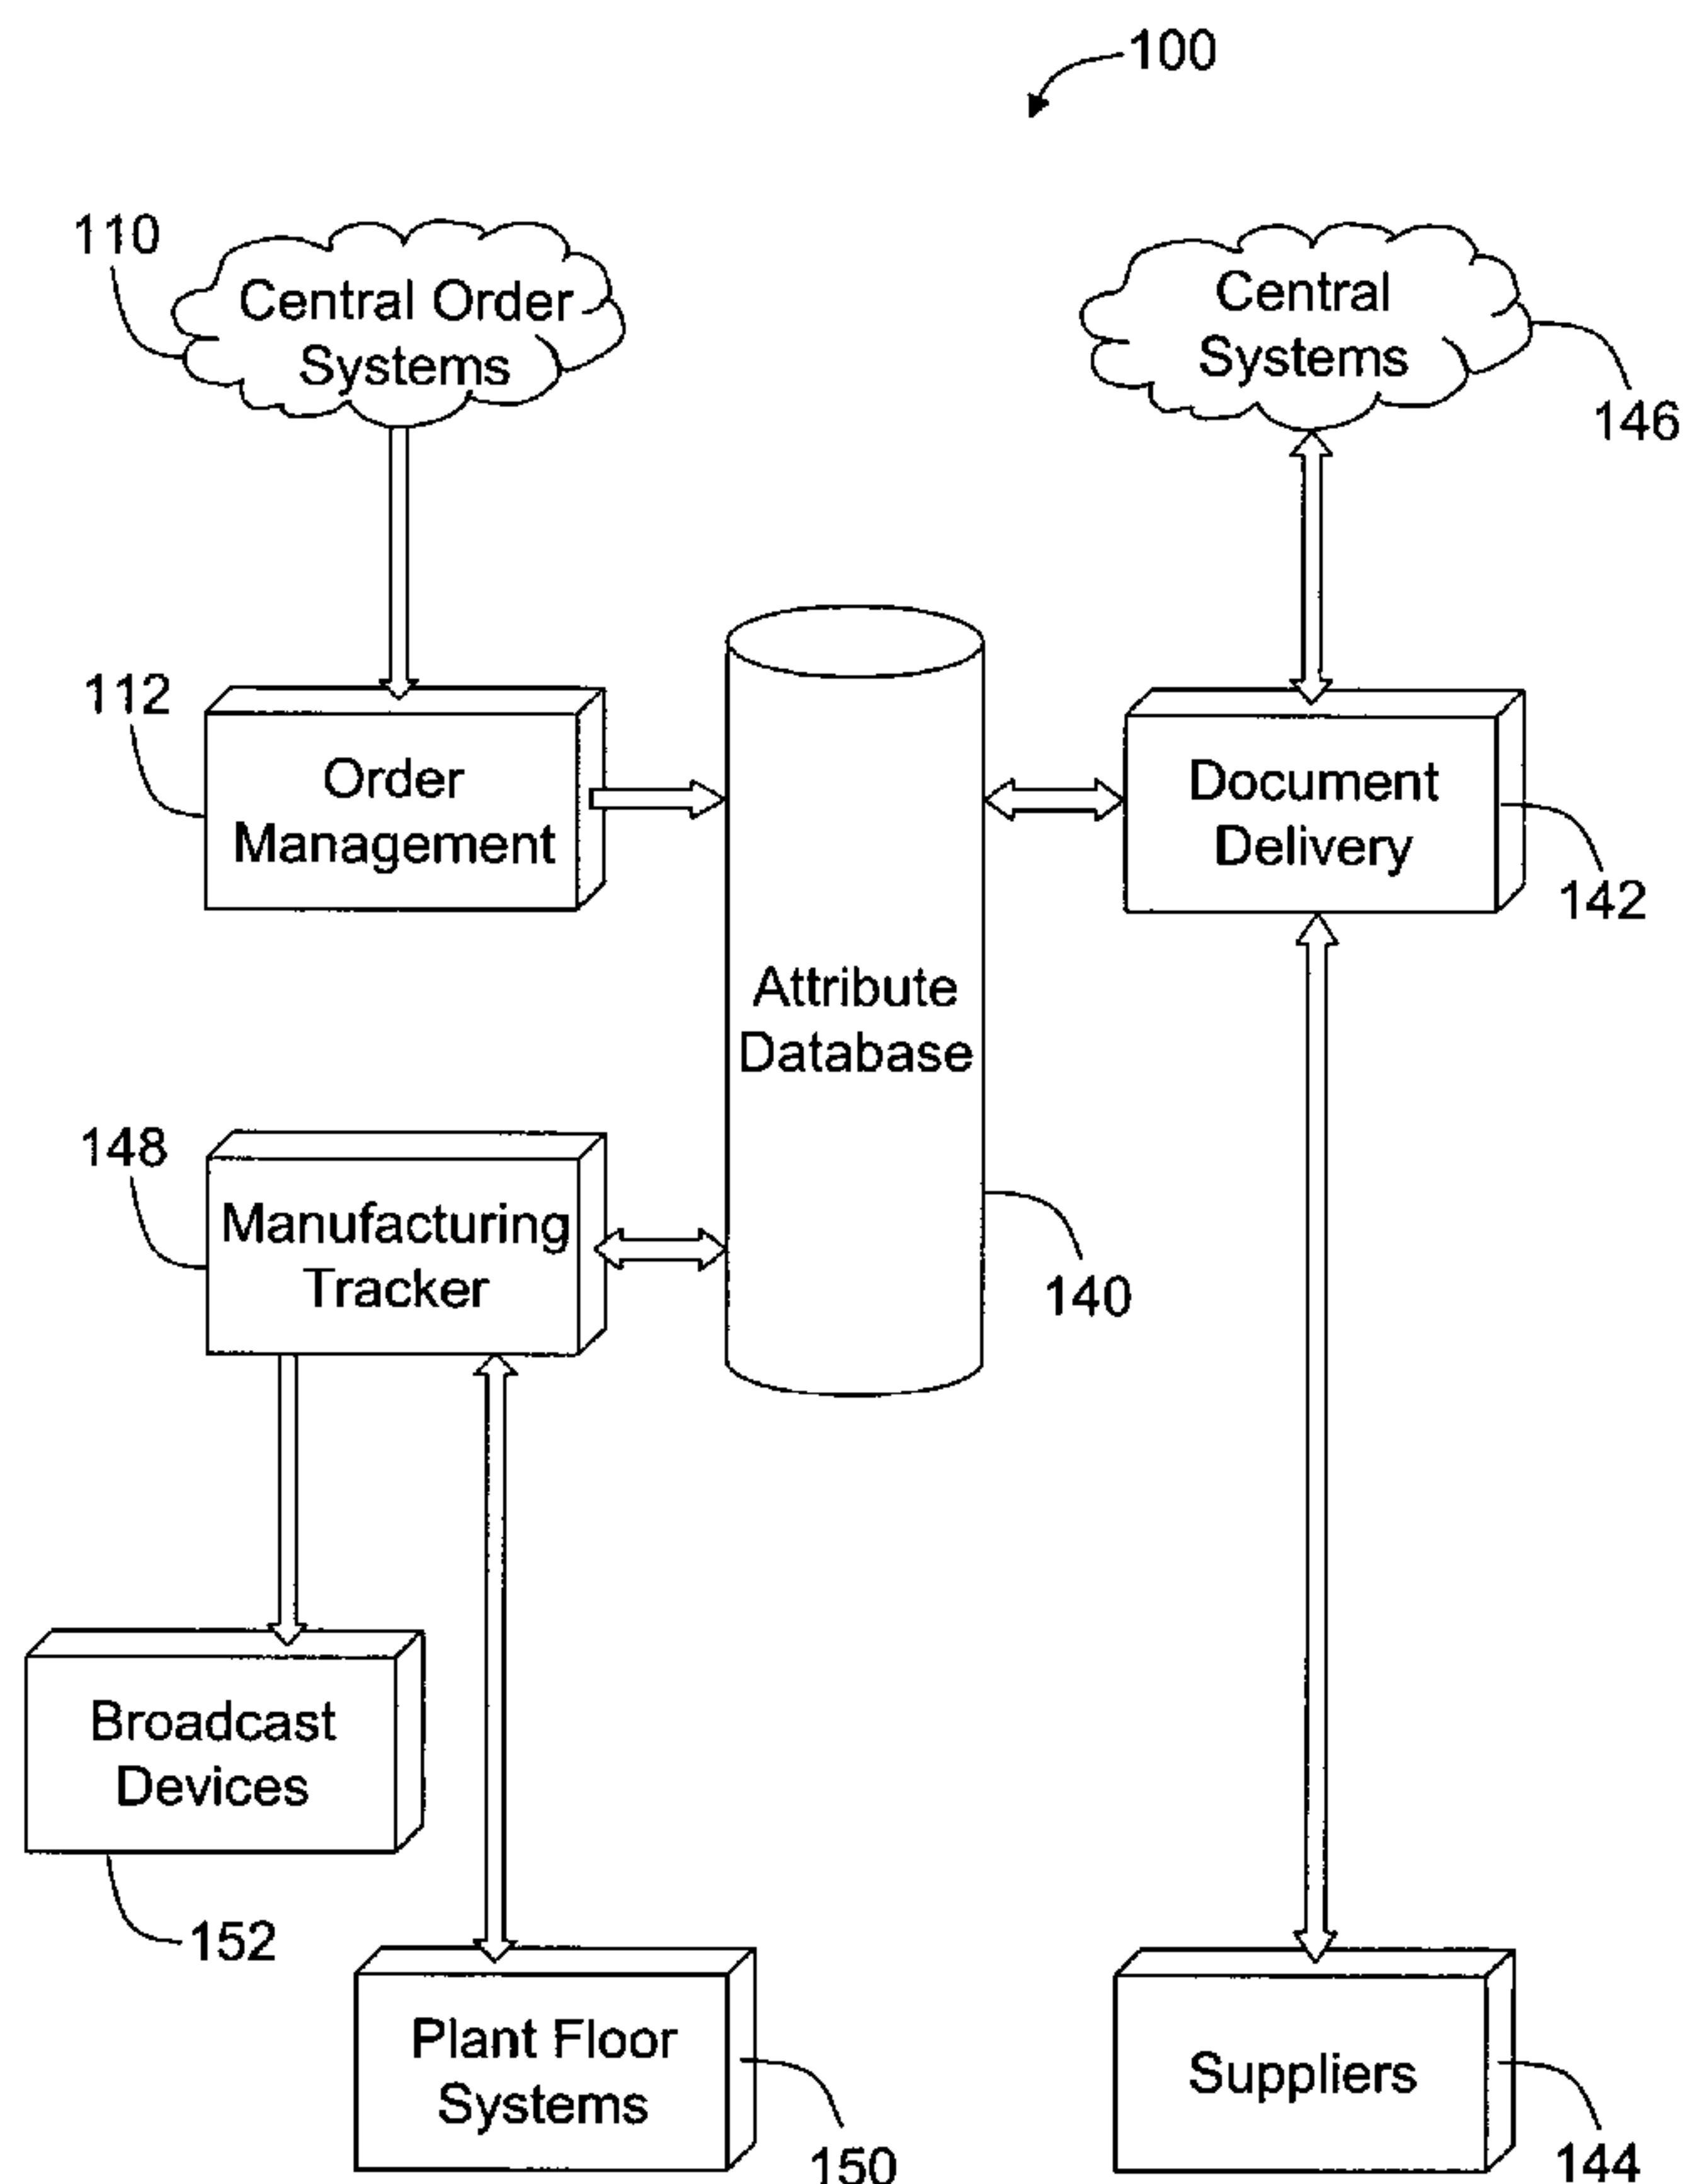 100
110
Central Order
Systems
Central
Systems
146
112
Order
Management
Document
Delivery
142
Attribute
Database
148
Manufacturing
Tracker
140
Broadcast
Devices
152
Plant Floor
Systems
150
Suppliers
144